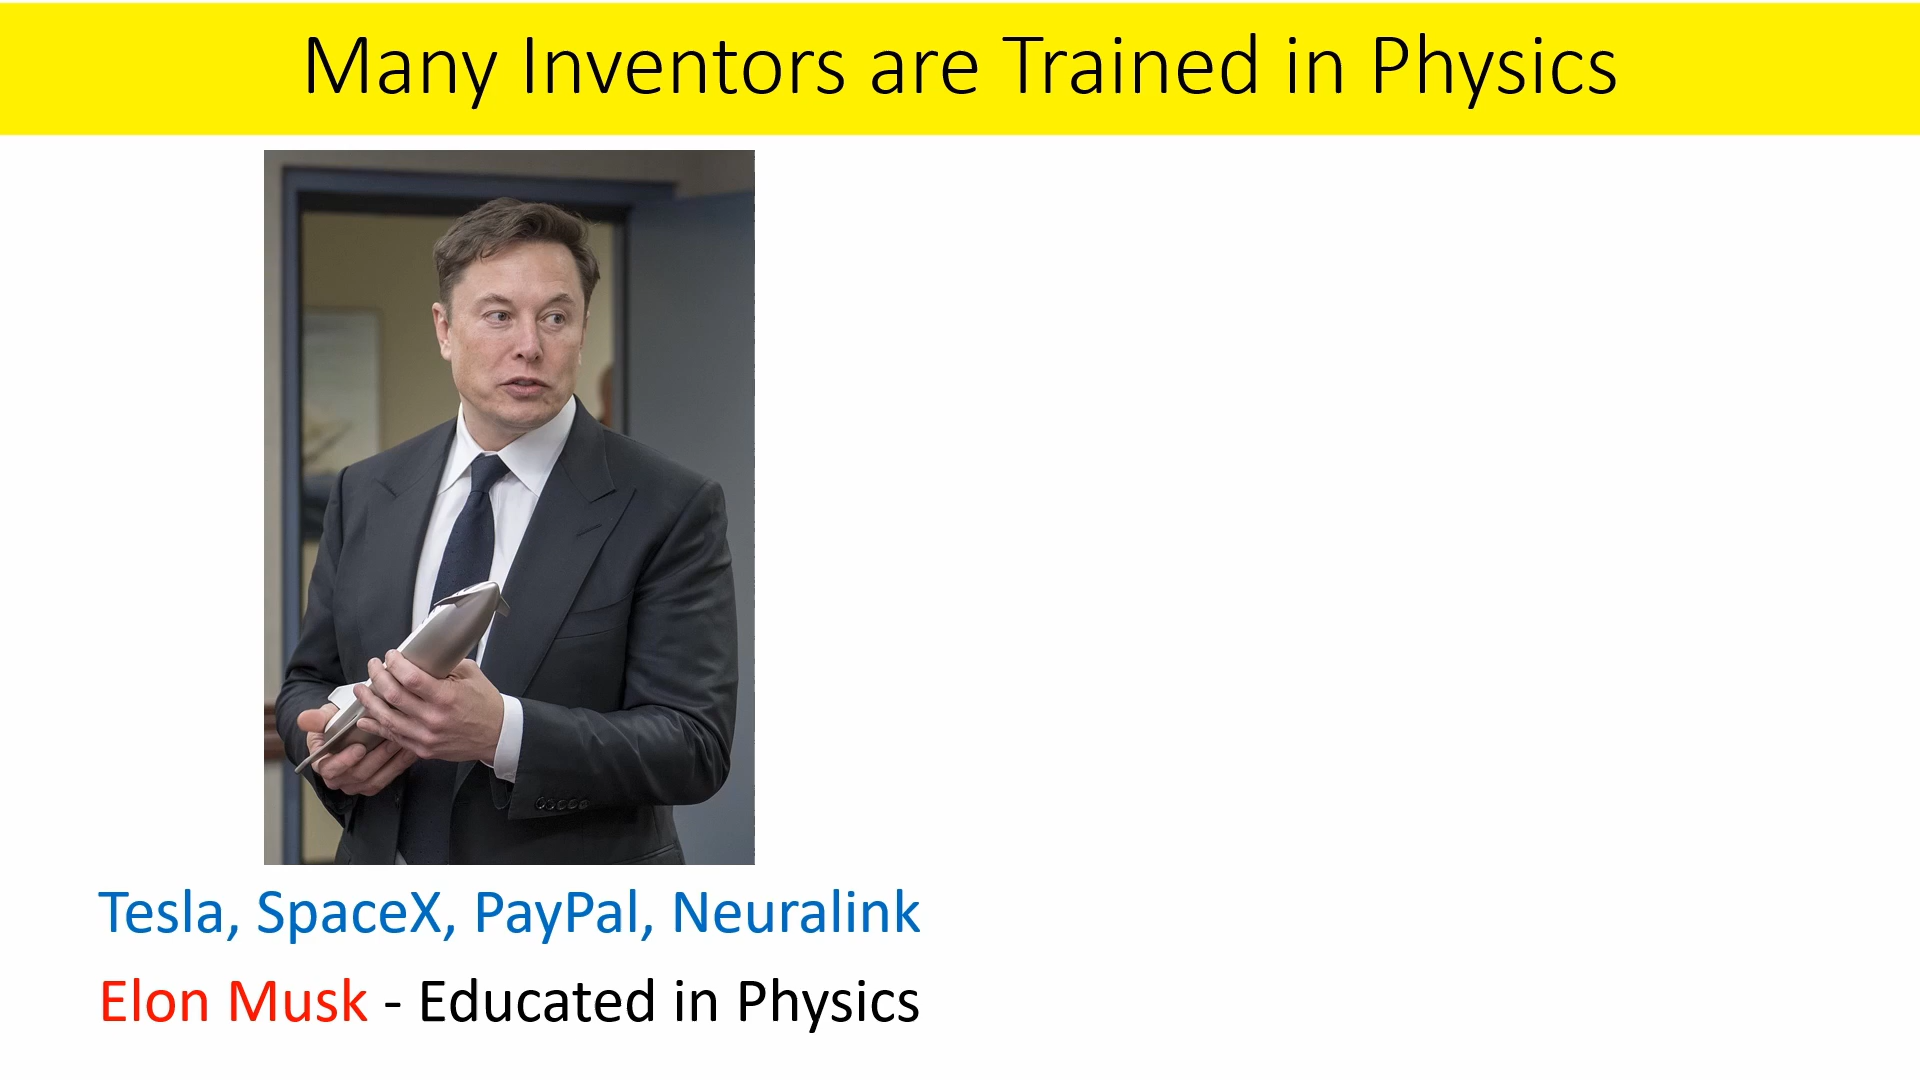 Many Inventors are Trained in Physics
Tesla, SpaceX, PayPal, Neuralink
Elon Musk - Educated in Physics